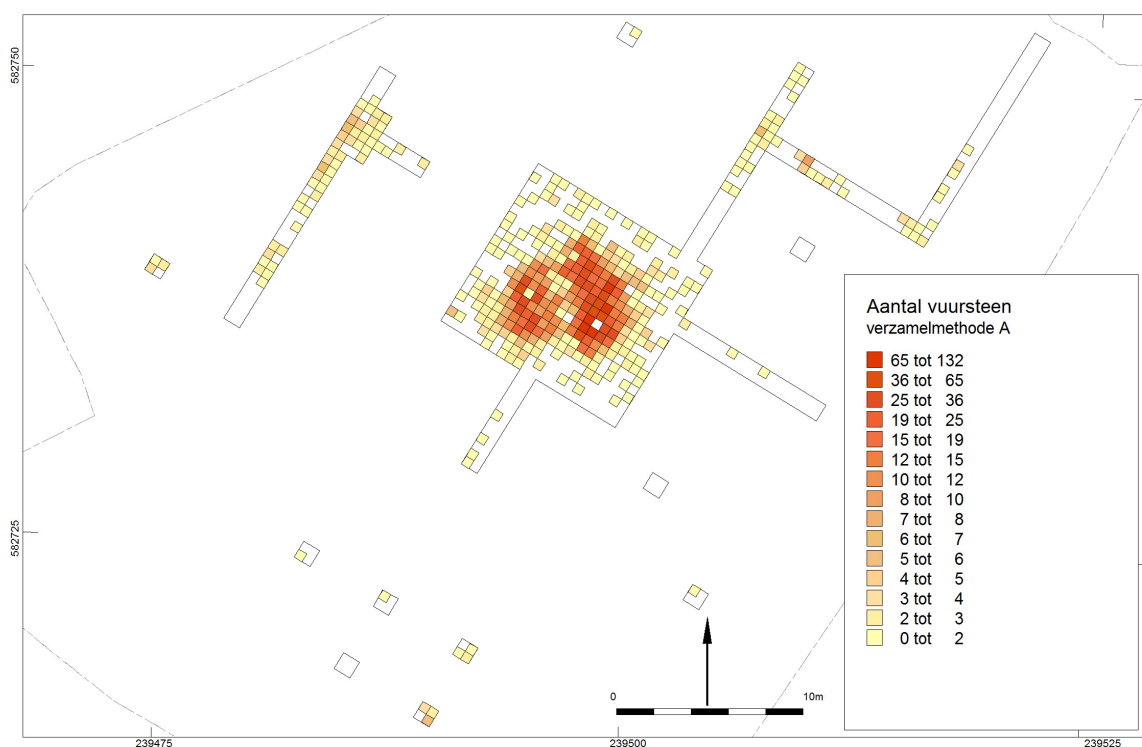 582750
582725
Aantal vuursteen
verzamelmethode A
65 tot 132
36 tot 65
25 tot 36
19 tot 25
15 tot 19
12 tot 15
10 tot 12
8 tot 10
7 tot 8
6 tot 7
5 tot 6
4 tot 5
3 tot 4
2 tot 3
0 tot 2
0 10m
239475 239500 239525